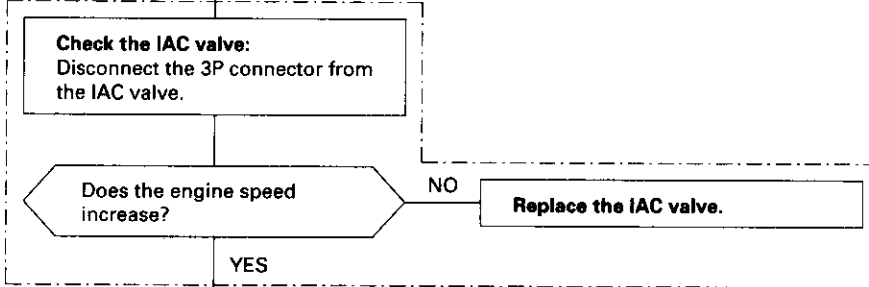 Check the IAC valve:
Disconnect the 3P connector from
the IAC valve.
Does the engine speed
increase?
NO
Replace the IAC valve.
YES